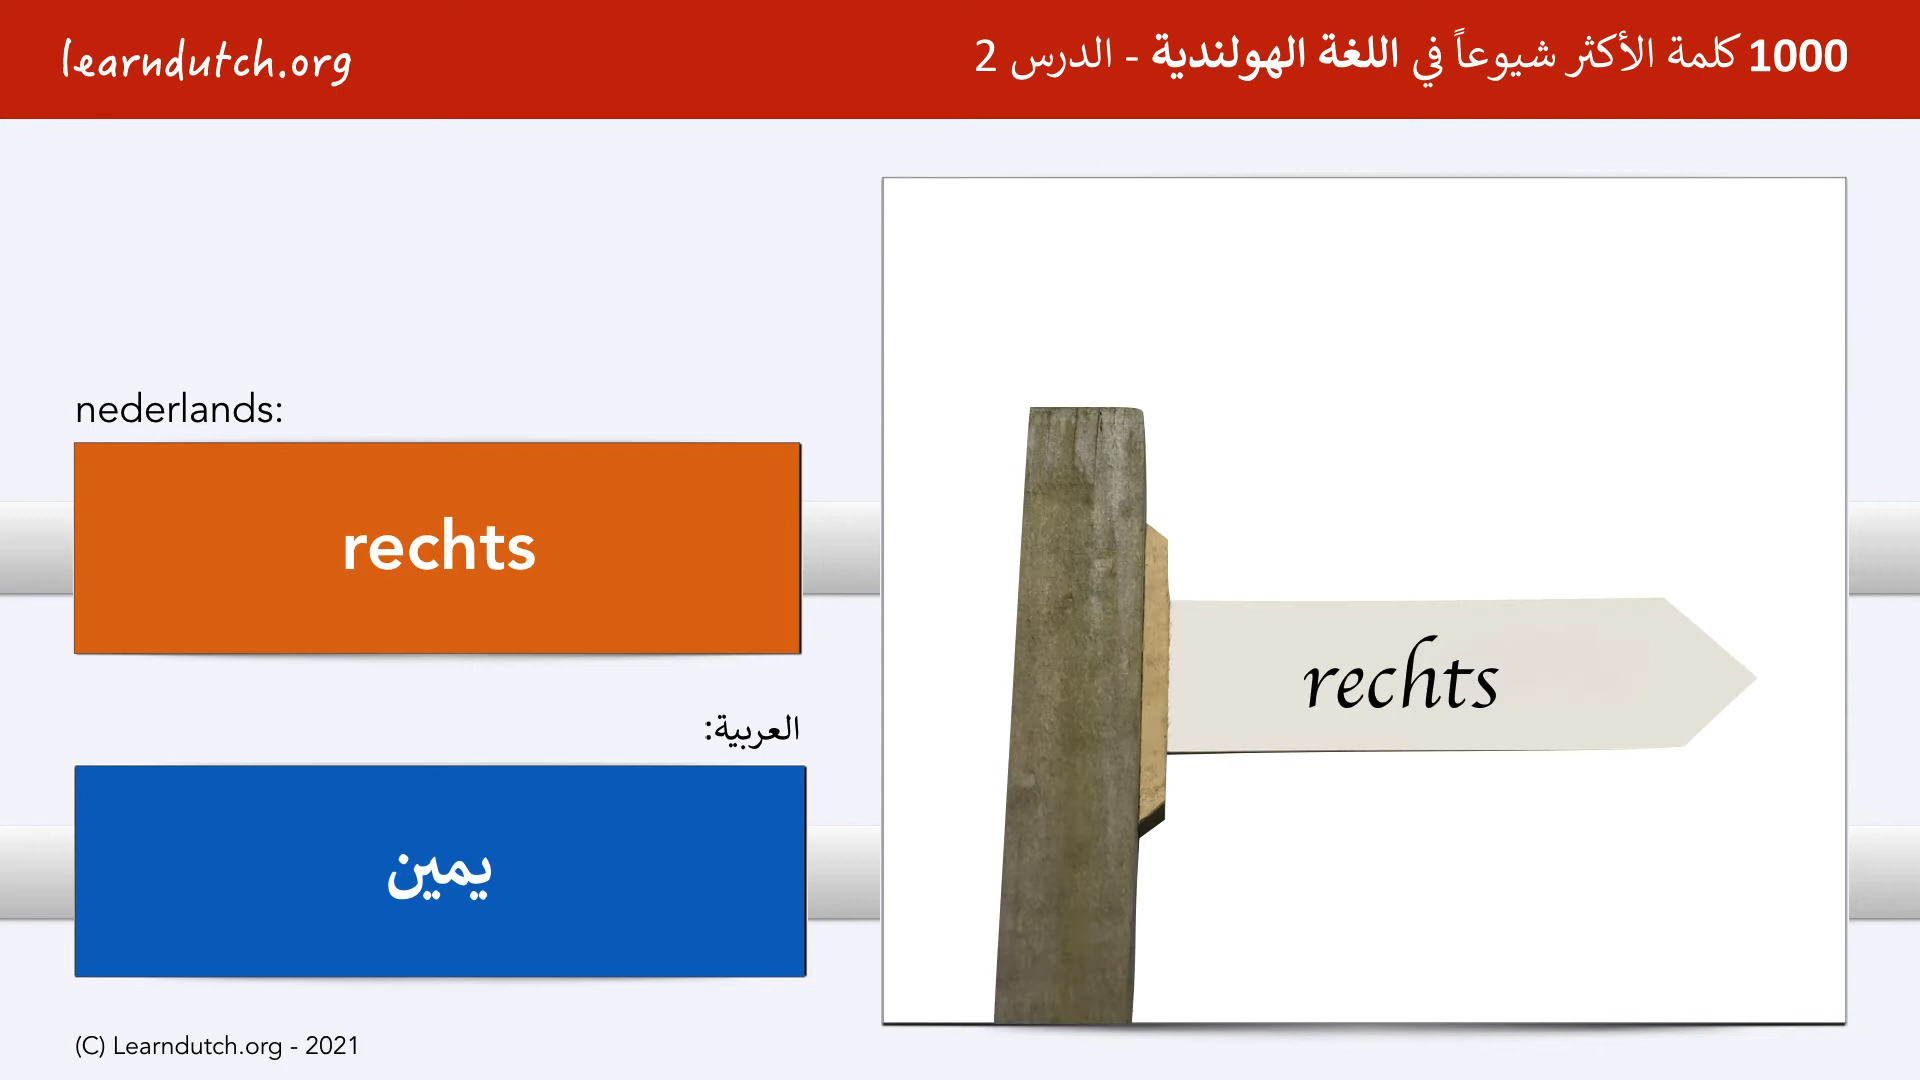 learndutch.org
1000 كلمة الأكثر شيوعاً في اللغة الهولندية - الدرس 2
nederlands:
rechts
العربية:
يمين
rechts
(C) Learndutch.org - 2021